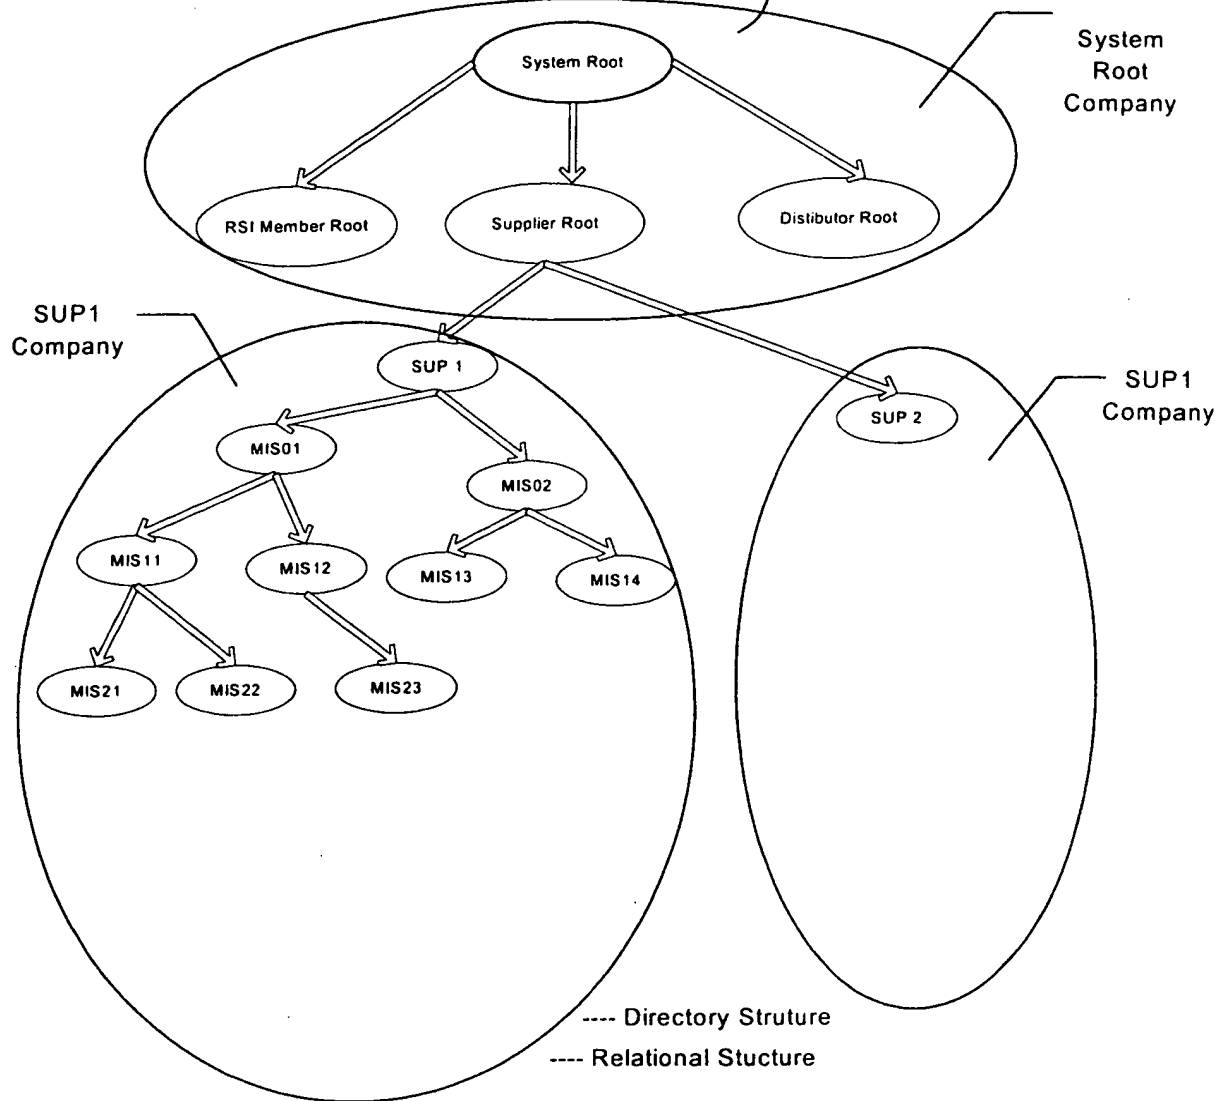 System Root
System
Root
Company
RSI Member Root
Supplier Root
Distibutor Root
SUP1
Company
SUP 1
SUP1
Company
SUP 2
MIS01
MIS02
MIS11
MIS12
MIS13
MIS14
MIS21
MIS22
MIS23
---- Directory Struture
---- Relational Stucture